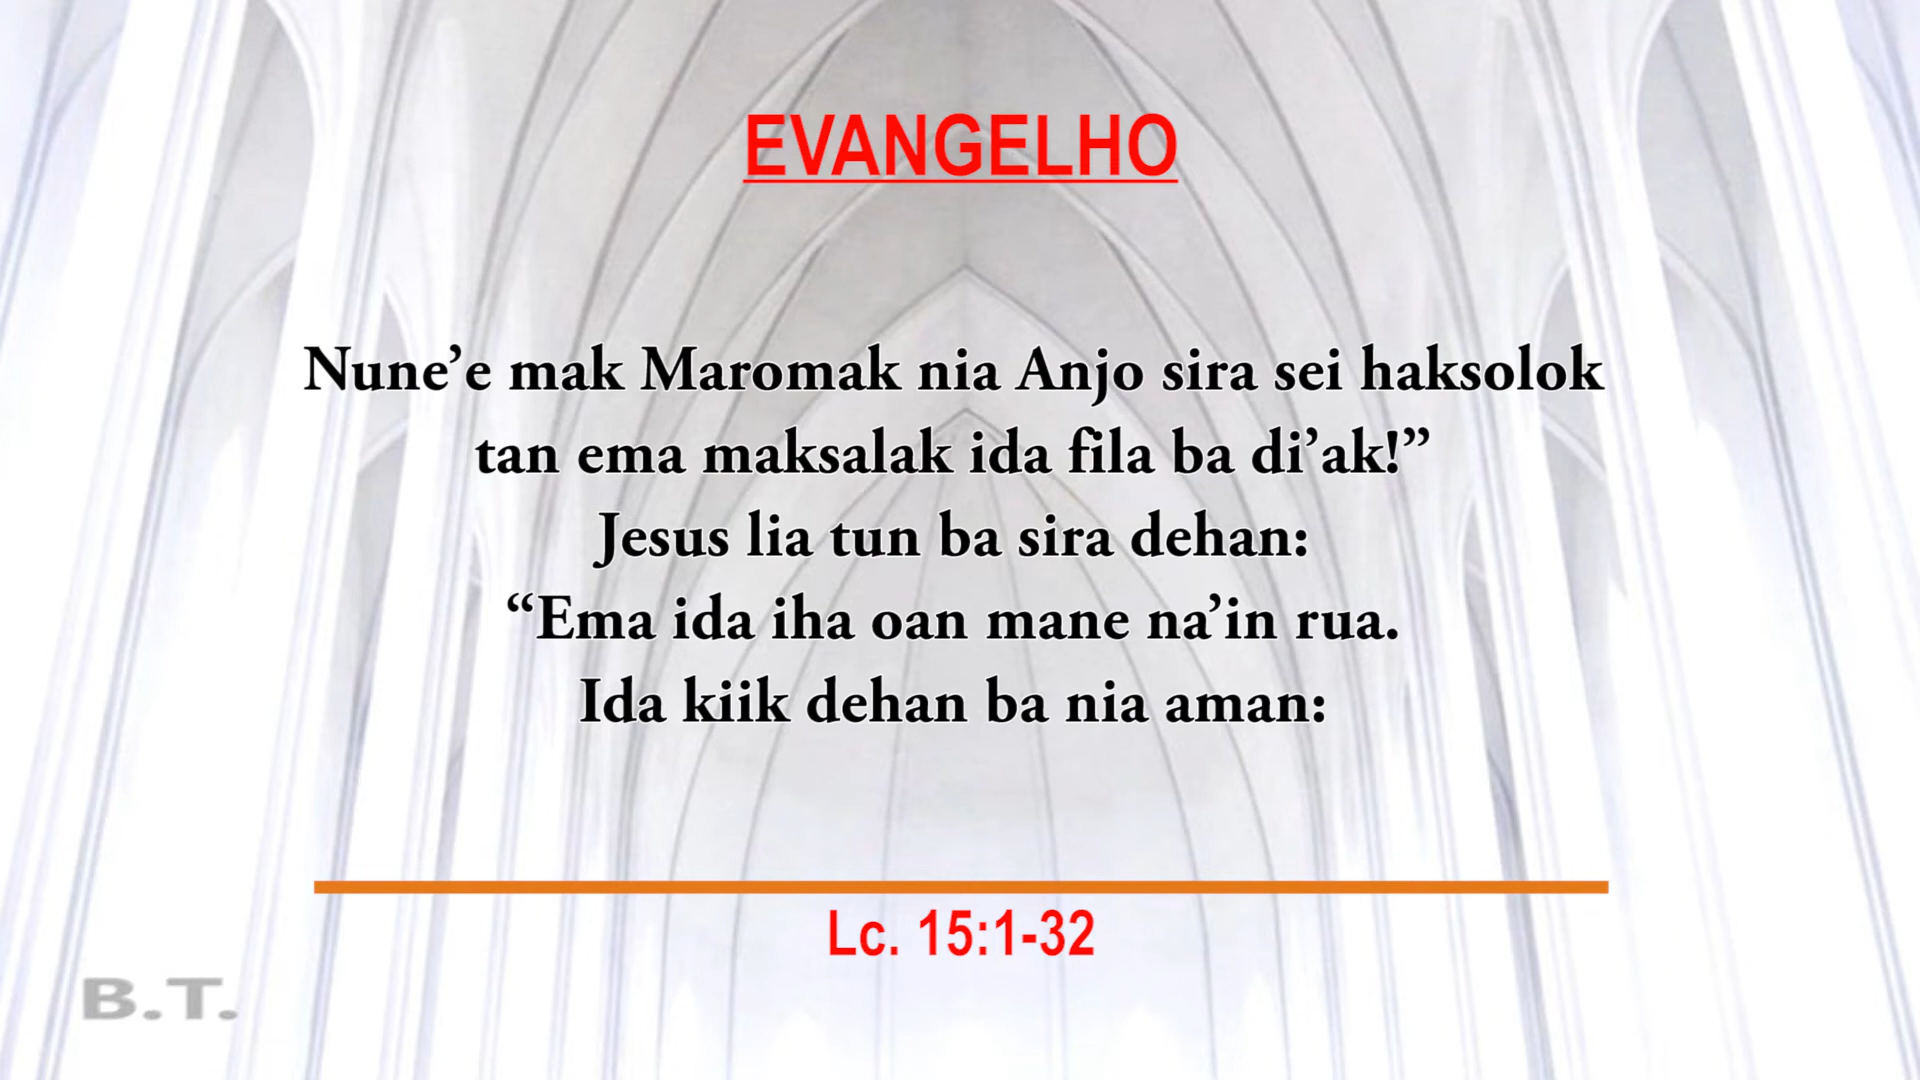 EVANGELHO
Nune’e mak Maromak nia Anjo sira sei haksolok
tan ema maksalak ida fila ba di’ak!”
Jesus lia tun ba sira dehan:
“Ema ida iha oan mane na’in rua.
Ida kiik dehan ba nia aman:
Lc. 15:1-32
B.T.